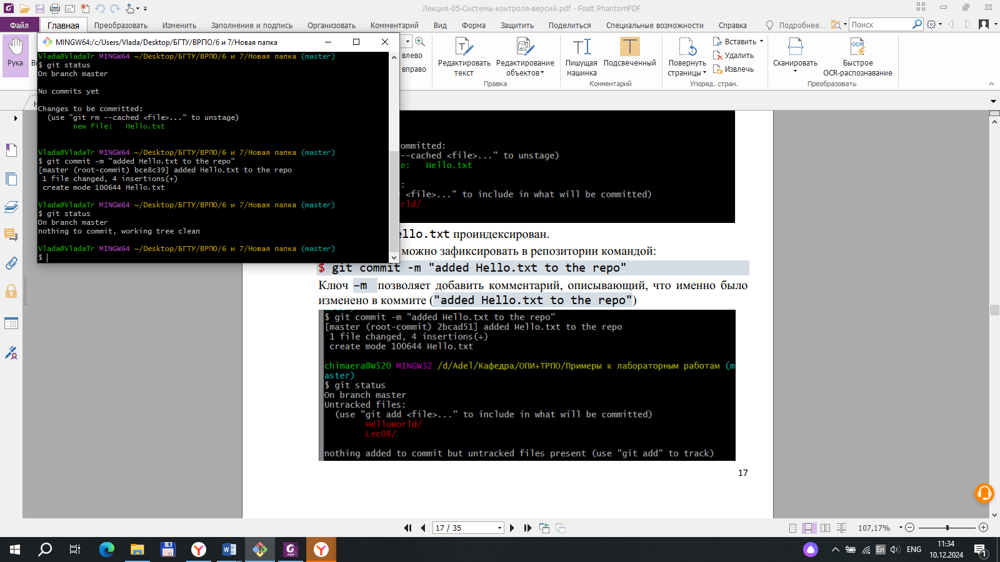 Лекция-05-Системы-контроля-версий.pdf - Foxit PhantomPDF
Файл Главная Преобразовать Изменить Заполнение и подпись Организовать Комментарий Вид Форма Защитить Поделиться Специальные возможности Справка Подробнее... Поиск
Рука
влево
вправо
Редактировать текст
Редактирование объектов
Правка
Пишущая машинка
Подсвеченный
Комментарий
Повернуть страницы
Вставить
Удалить
Извлечь
Упоряд. стран.
Сканировать
Быстрое OCR-распознавание
Преобразовать
MINGW64:/c/Users/Vlada/Desktop/БГТУ/ВРПО/6 и 7/Новая папка
Vlada@VladaTr MINGW64 ~/Desktop/БГТУ/ВРПО/6 и 7/Новая папка (master)
$ git status
On branch master
No commits yet
Changes to be committed:
(use "git rm --cached <file>..." to unstage)
new file:   Hello.txt
Vlada@VladaTr MINGW64 ~/Desktop/БГТУ/ВРПО/6 и 7/Новая папка (master)
$ git commit -m "added Hello.txt to the repo"
[master (root-commit) bce8c39] added Hello.txt to the repo
1 file changed, 4 insertions(+)
create mode 100644 Hello.txt
Vlada@VladaTr MINGW64 ~/Desktop/БГТУ/ВРПО/6 и 7/Новая папка (master)
$ git status
On branch master
nothing to commit, working tree clean
Vlada@VladaTr MINGW64 ~/Desktop/БГТУ/ВРПО/6 и 7/Новая папка (master)
$
ommitted:
--cached <file>..." to unstage)
e:   Hello.txt
:
<file>..." to include in what will be committed)
rld/
ello.txt проиндексирован.
можно зафиксировать в репозитории командой:
$ git commit -m "added Hello.txt to the repo"
Ключ –m позволяет добавить комментарий, описывающий, что именно было
изменено в коммите ("added Hello.txt to the repo")
$ git commit -m "added Hello.txt to the repo"
[master (root-commit) 2bcad51] added Hello.txt to the repo
1 file changed, 4 insertions(+)
create mode 100644 Hello.txt
chimaera@W520 MINGW32 /d/Adel/Кафедра/ОПИ+ТРПО/Примеры к лабораторным работам (m
aster)
$ git status
On branch master
Untracked files:
(use "git add <file>..." to include in what will be committed)
HelloWorld/
Lec08/
nothing added to commit but untracked files present (use "git add" to track)
17
17 / 35
107,17%
En ENG
11:34
10.12.2024
1